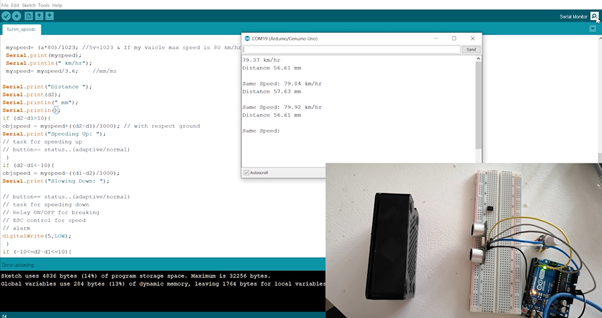 File Edit Sketch Tools Help
Serial Monitor
myspeed= (a*80)/1023; //5v=1023 & If my vaicle max speed is 80 km/hr
Serial.print(myspeed);
Serial.println(" km/hr");
myspeed= myspeed/3.6; //mm/ms
Serial.print("Distance ");
Serial.print(d2);
Serial.println(" mm");
Serial.println();
if (d2-d1>10){
objspeed = myspeed+((d2-d1)/1000); // with respect ground
Serial.print("Speeding Up: ");
// task for speeding up
// button== status..(adaptive/normal)
}
if (d2-d1<-10){
objspeed = myspeed-((d1-d2)/1000);
Serial.print("Slowing Down: ");
// button== status..(adaptive/normal)
// task for speeding down
// Relay ON/OFF for breaking
// ESC control for speed
// alarm
digitalWrite(5,LOW);
}
if (-10<=d2-d1<=10){
COM19 (Arduino/Genuino Uno)
Send
79.37 km/hr
Distance 56.61 mm
Same Speed: 79.84 km/hr
Distance 57.63 mm
Same Speed: 79.92 km/hr
Distance 56.61 mm
Same Speed:
Autoscroll
Done uploading.
Sketch uses 4836 bytes (14%) of program storage space. Maximum is 32256 bytes.
Global variables use 284 bytes (13%) of dynamic memory, leaving 1764 bytes for local variables